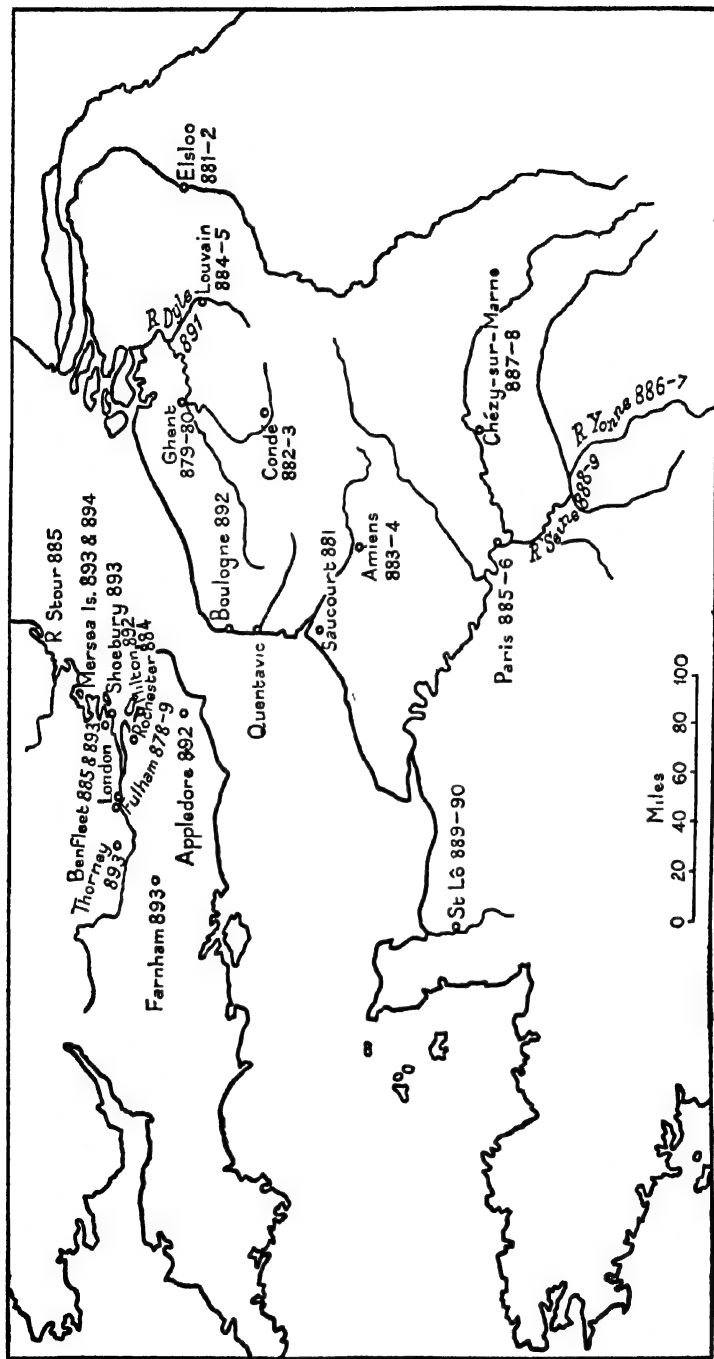 R Stour 885
Mersea Is. 893 & 894
Benfleet 885 & 893
Shoebury 893
London
Milton
892
Rochester
884
Thorney
893
Fulham 878-9
Farnham 893
Appledore 892
Boulogne 892
Quentavic
Ghent
879-80
R Dyle
891
Louvain
884-5
Elsloo
881-2
Condé
882-3
Saucourt 881
Amiens
883-4
St Lô 889-90
Paris 885-6
Chézy-sur-Marne
887-8
R Seine 888-9
R Yonne 886-7
0 20 40 60 80 100
Miles